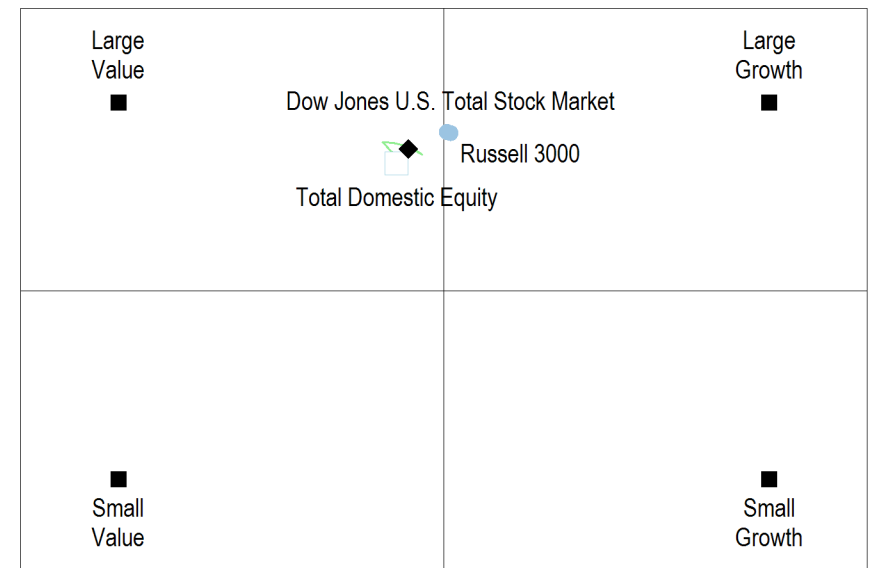 Large
Value
Large
Growth
Dow Jones U.S. Total Stock Market
Russell 3000
Total Domestic Equity
Small
Value
Small
Growth